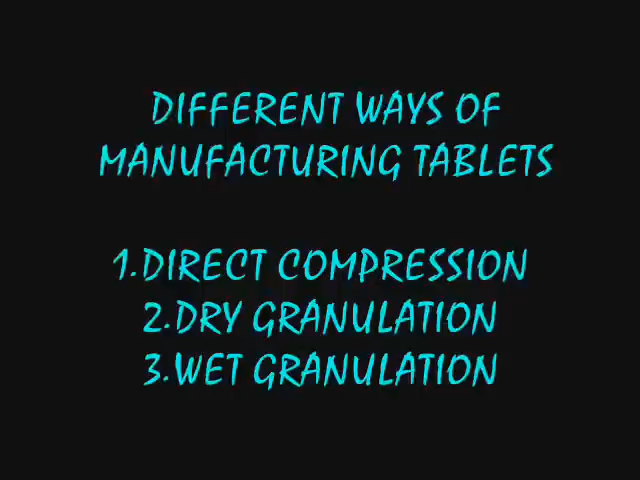 DIFFERENT WAYS OF
MANUFACTURING TABLETS
1.DIRECT COMPRESSION
2.DRY GRANULATION
3.WET GRANULATION